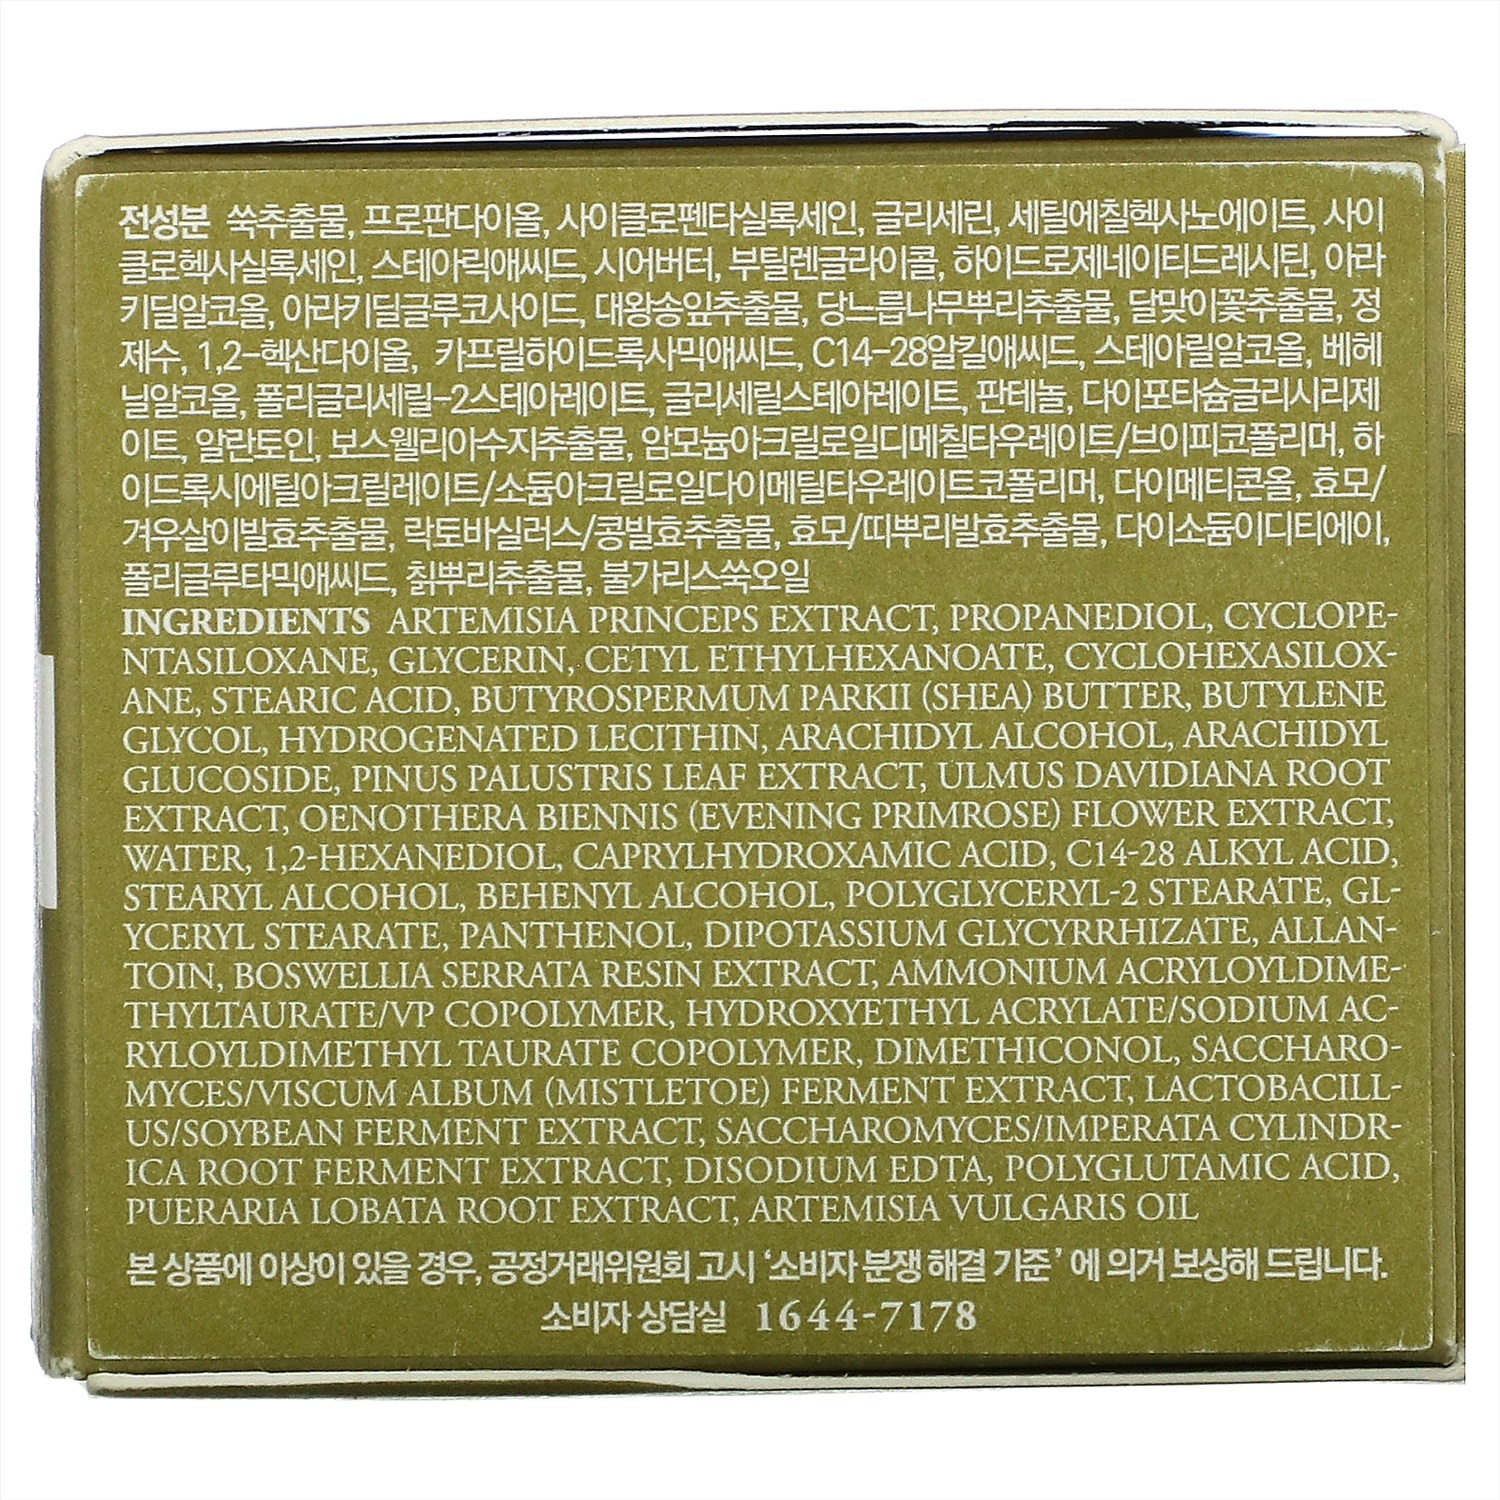 전성분 쑥추출물, 프로판다이올, 사이클로펜타실록세인, 글리세린, 세틸에칠헥사노에이트, 사이
클로헥사실록세인, 스테아릭애씨드, 시어버터, 부틸렌글라이콜, 하이드로제네이티드레시틴, 아라
키딜알코올, 아라키딜글루코사이드, 대왕송잎추출물, 당느릅나무뿌리추출물, 달맞이꽃추출물, 정
제수, 1,2-헥산다이올, 카프릴하이드록사믹애씨드, C14-28알킬애씨드, 스테아릴알코올, 베헤
닐알코올, 폴리글리세릴-2스테아레이트, 글리세릴스테아레이트, 판테놀, 다이포타슘글리시리제
이트, 알란토인, 보스웰리아수지추출물, 암모늄아크릴로일디메칠타우레이트/브이피코폴리머, 하
이드록시에틸아크릴레이트/소듐아크릴로일다이메틸타우레이트코폴리머, 다이메티콘올, 효모/
겨우살이발효추출물, 락토바실러스/콩발효추출물, 효모/띠뿌리발효추출물, 다이소듐이디티에이,
폴리글루타믹애씨드, 칡뿌리추출물, 불가리스쑥오일
INGREDIENTS ARTEMISIA PRINCEPS EXTRACT, PROPANEDIOL, CYCLOPE-
NTASILOXANE, GLYCERIN, CETYL ETHYLHEXANOATE, CYCLOHEXASILOX-
ANE, STEARIC ACID, BUTYROSPERMUM PARKII (SHEA) BUTTER, BUTYLENE
GLYCOL, HYDROGENATED LECITHIN, ARACHIDYL ALCOHOL, ARACHIDYL
GLUCOSIDE, PINUS PALUSTRIS LEAF EXTRACT, ULMUS DAVIDIANA ROOT
EXTRACT, OENOTHERA BIENNIS (EVENING PRIMROSE) FLOWER EXTRACT,
WATER, 1,2-HEXANEDIOL, CAPRYLHYDROXAMIC ACID, C14-28 ALKYL ACID,
STEARYL ALCOHOL, BEHENYL ALCOHOL, POLYGLYCERYL-2 STEARATE, GL-
YCERYL STEARATE, PANTHENOL, DIPOTASSIUM GLYCYRRHIZATE, ALLAN-
TOIN, BOSWELLIA SERRATA RESIN EXTRACT, AMMONIUM ACRYLOYLDIME-
THYLTAURATE/VP COPOLYMER, HYDROXYETHYL ACRYLATE/SODIUM AC-
RYLOYLDIMETHYL TAURATE COPOLYMER, DIMETHICONOL, SACCHARO-
MYCES/VISCUM ALBUM (MISTLETOE) FERMENT EXTRACT, LACTOBACILL-
US/SOYBEAN FERMENT EXTRACT, SACCHAROMYCES/IMPERATA CYLINDR-
ICA ROOT FERMENT EXTRACT, DISODIUM EDTA, POLYGLUTAMIC ACID,
PUERARIA LOBATA ROOT EXTRACT, ARTEMISIA VULGARIS OIL
본 상품에 이상이 있을 경우, 공정거래위원회 고시 ‘소비자 분쟁 해결 기준’ 에 의거 보상해 드립니다.
소비자 상담실 1644-7178